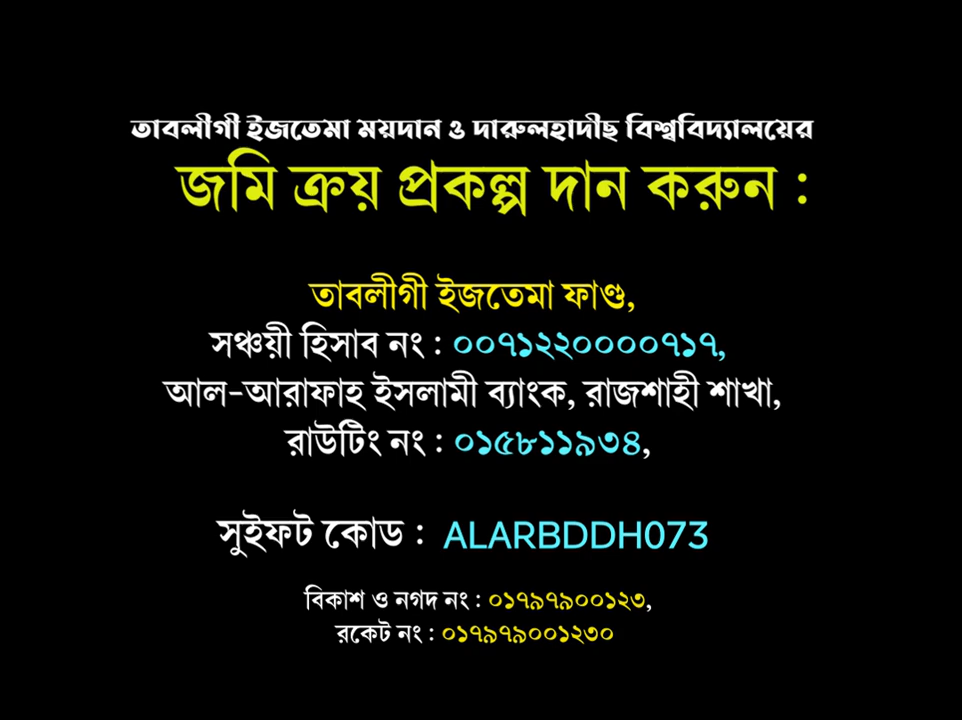 তাবলীগী ইজতেমা ময়দান ও দারুলহাদীছ বিশ্ববিদ্যালয়ের
জমি ক্রয় প্রকল্প দান করুন :
তাবলীগী ইজতেমা ফাণ্ড,
সঞ্চয়ী হিসাব নং : ০০৭১২২০০০০৭১৭,
আল-আরাফাহ ইসলামী ব্যাংক, রাজশাহী শাখা,
রাউটিং নং : ০১৫৮১১৯৩৪,
সুইফট কোড : ALARBDDH073
বিকাশ ও নগদ নং : ০১৭৯৭৯০০১২৩,
রকেট নং : ০১৭৯৭৯০০১২৩০